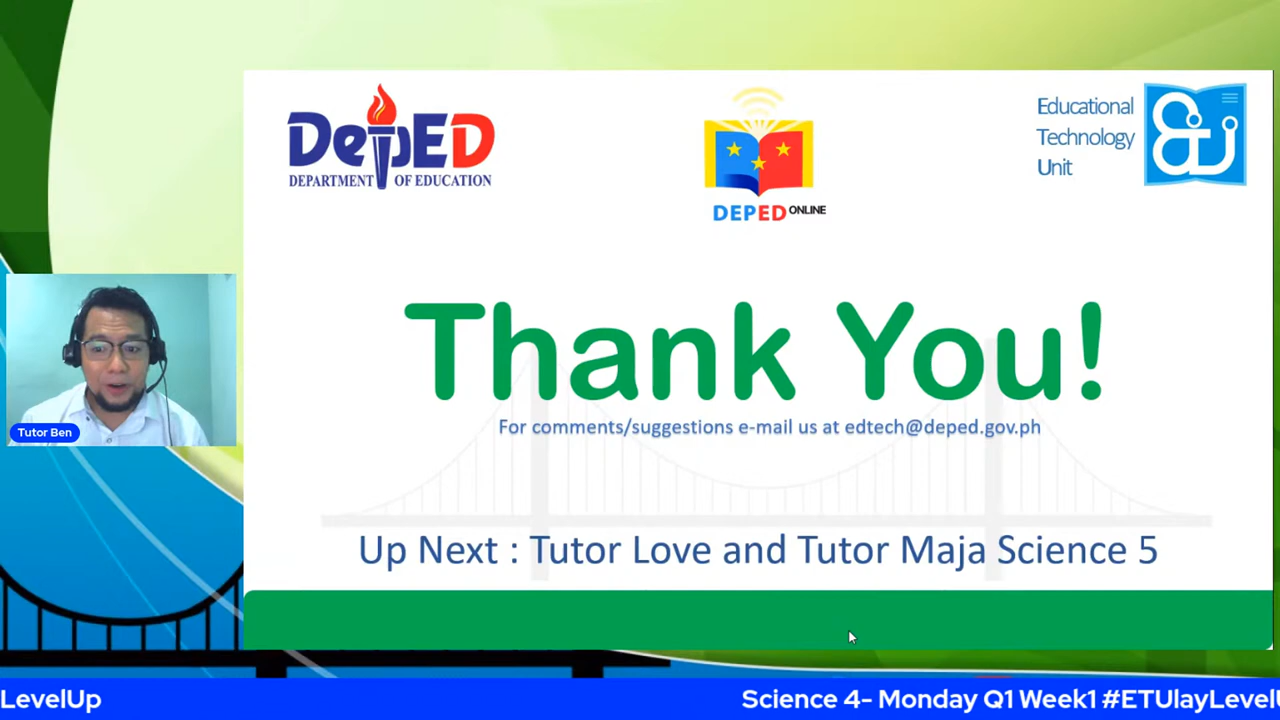 DepED
DEPARTMENT OF EDUCATION
DEPED ONLINE
Educational
Technology
Unit
Thank You!
For comments/suggestions e-mail us at edtech@deped.gov.ph
Tutor Ben
Up Next : Tutor Love and Tutor Maja Science 5
LevelUp
Science 4- Monday Q1 Week1 #ETUlayLevelU